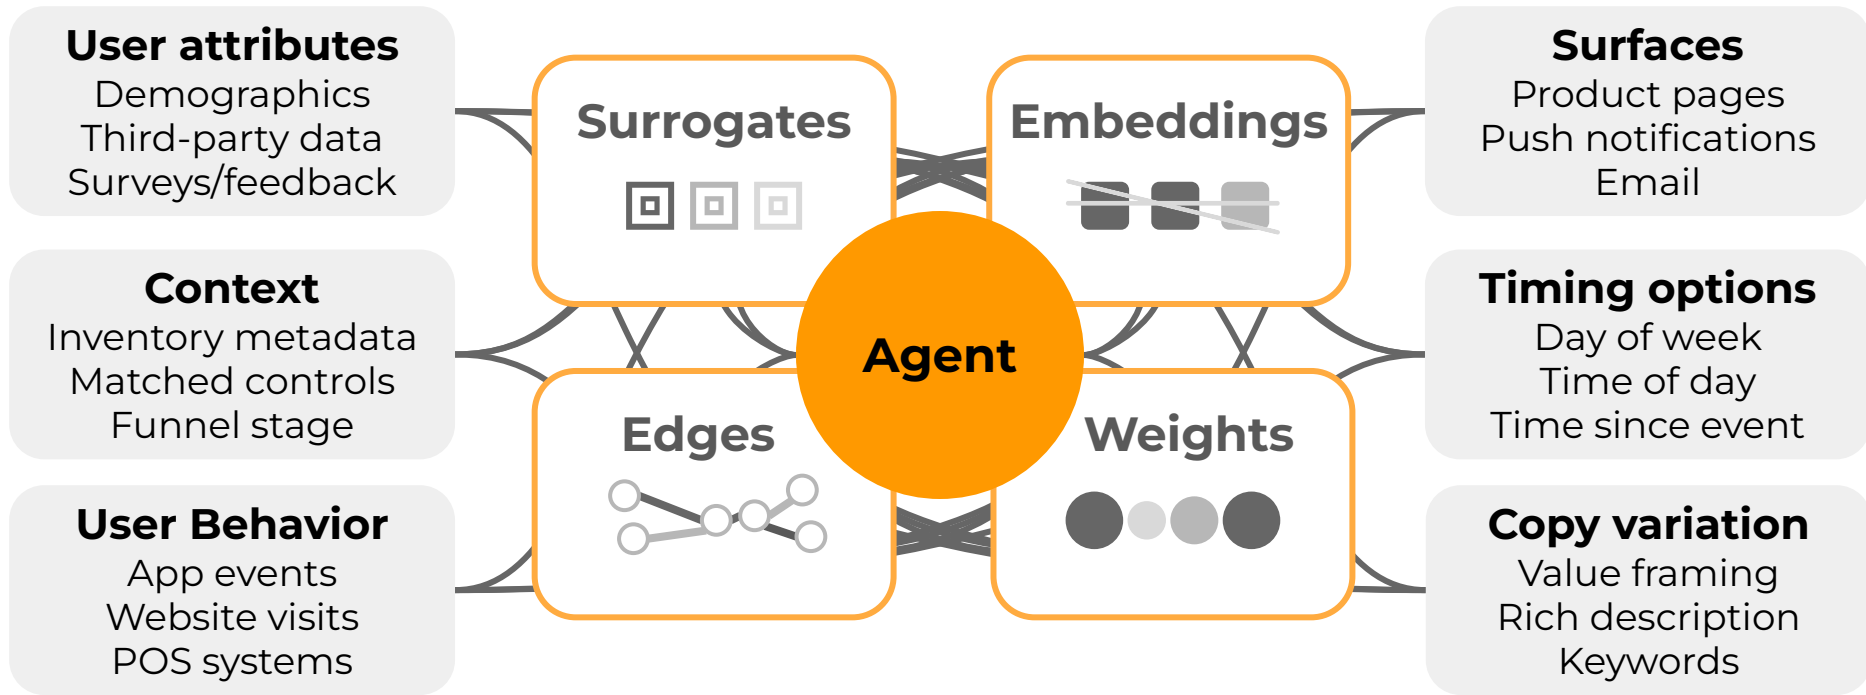 User attributes
Demographics
Third-party data
Surveys/feedback
Context
Inventory metadata
Matched controls
Funnel stage
User Behavior
App events
Website visits
POS systems
Surrogates
Embeddings
Agent
Edges
Weights
Surfaces
Product pages
Push notifications
Email
Timing options
Day of week
Time of day
Time since event
Copy variation
Value framing
Rich description
Keywords